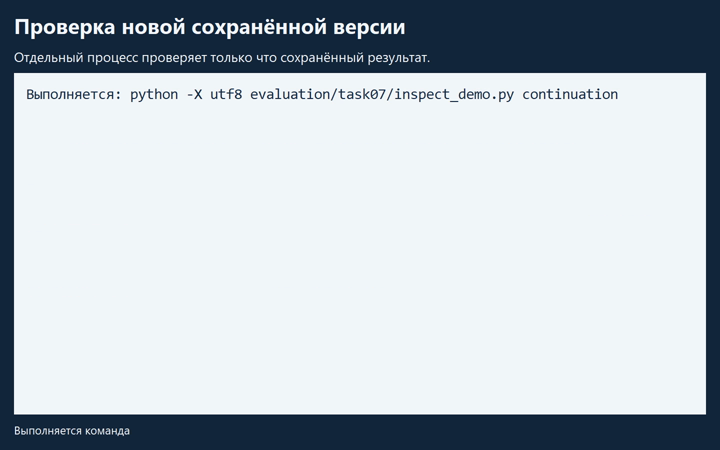 Проверка новой сохранённой версии
Отдельный процесс проверяет только что сохранённый результат.
Выполняется: python -X utf8 evaluation/task07/inspect_demo.py continuation
Выполняется команда